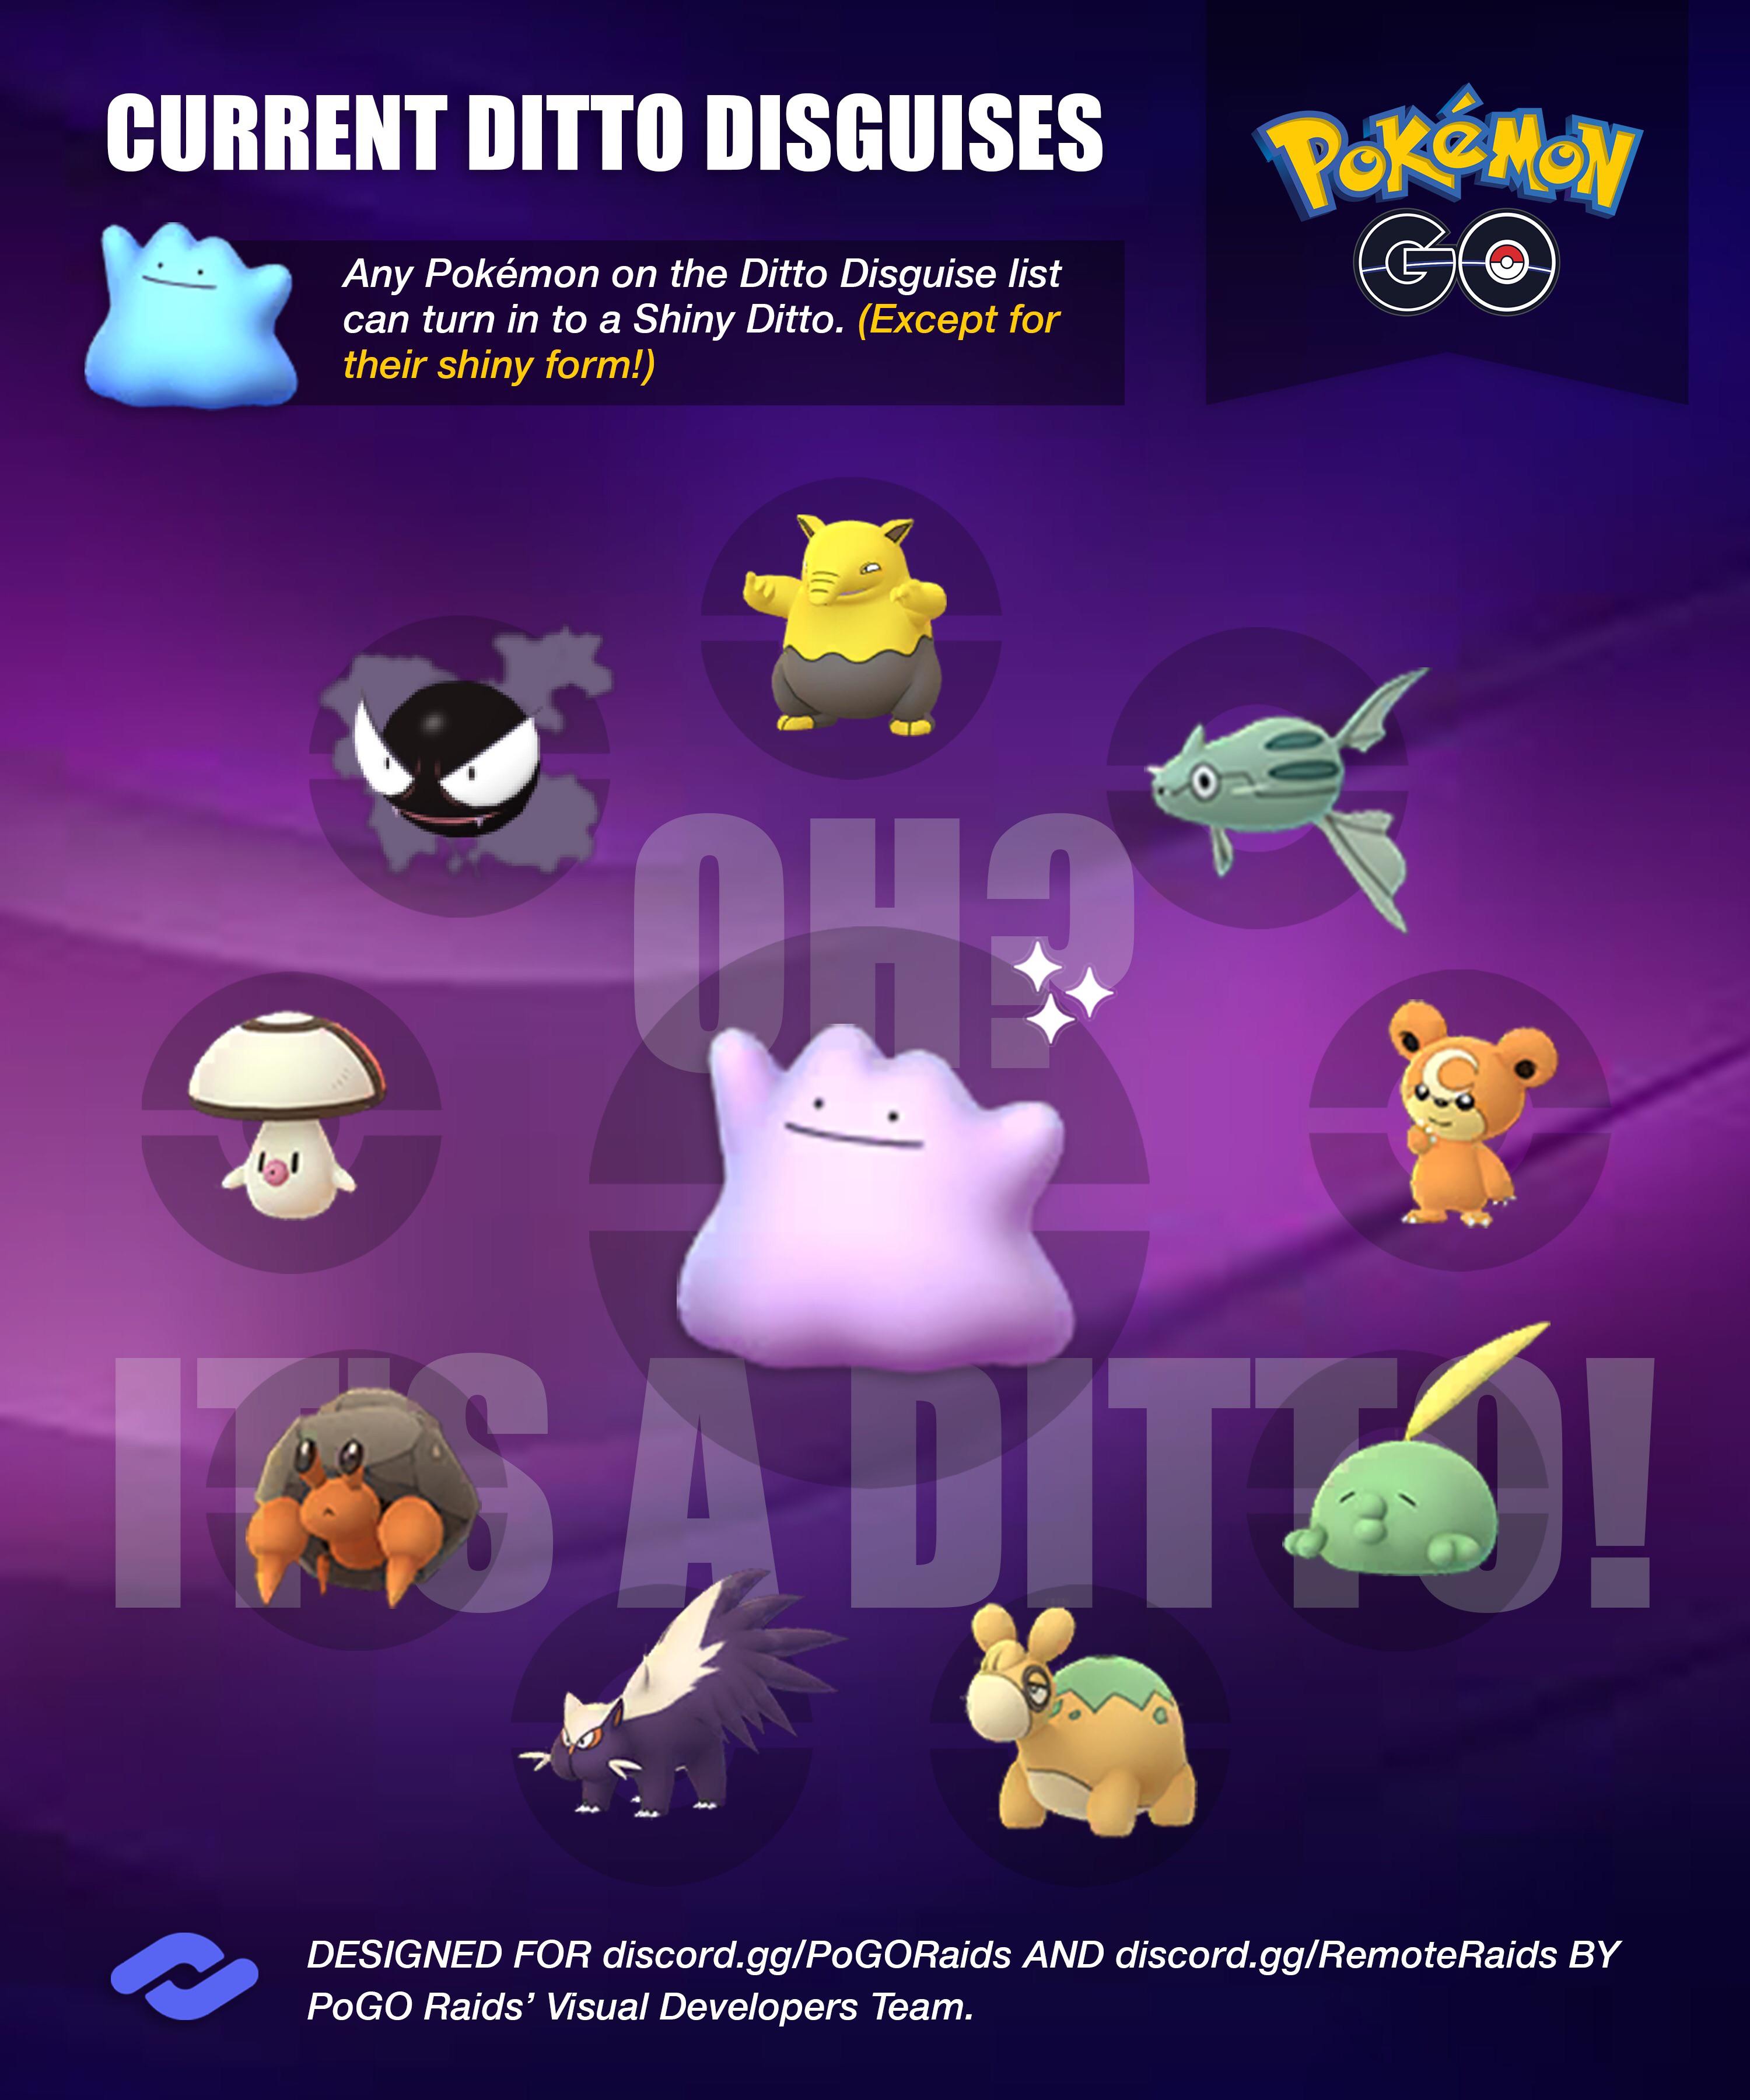 CURRENT DITTO DISGUISES
POKéMON
GO
Any Pokémon on the Ditto Disguise list
can turn in to a Shiny Ditto. (Except for
their shiny form!)
OH?
IT'S A DITTO!
DESIGNED FOR discord.gg/PoGORaids AND discord.gg/RemoteRaids BY
PoGO Raids’ Visual Developers Team.